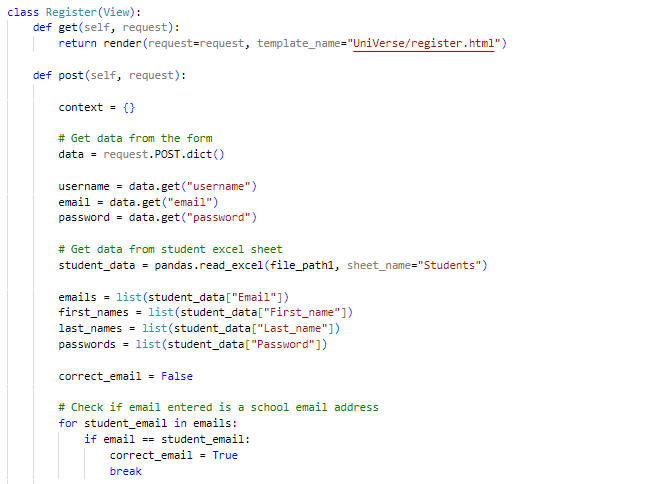 class Register(View):
    def get(self, request):
        return render(request=request, template_name="UniVerse/register.html")

    def post(self, request):

        context = {}

        # Get data from the form
        data = request.POST.dict()

        username = data.get("username")
        email = data.get("email")
        password = data.get("password")

        # Get data from student excel sheet
        student_data = pandas.read_excel(file_path1, sheet_name="Students")

        emails = list(student_data["Email"])
        first_names = list(student_data["First_name"])
        last_names = list(student_data["Last_name"])
        passwords = list(student_data["Password"])

        correct_email = False

        # Check if email entered is a school email address
        for student_email in emails:
            if email == student_email:
                correct_email = True
                break